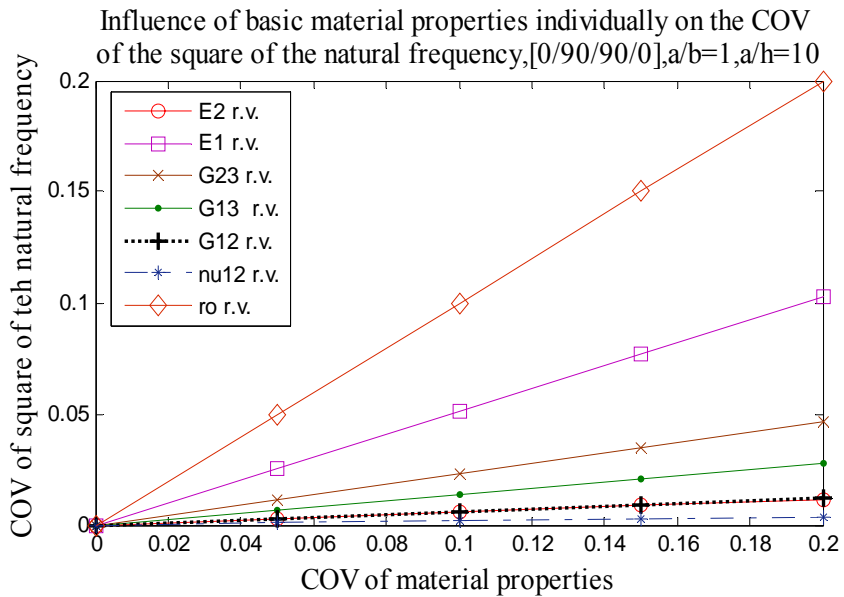 Influence of basic material properties individually on the COV
of the square of the natural frequency,[0/90/90/0],a/b=1,a/h=10
COV of square of teh natural frequency
0.2
0.15
0.1
0.05
0
E2 r.v.
E1 r.v.
G23 r.v.
G13 r.v.
G12 r.v.
nu12 r.v.
ro r.v.
0 0.02 0.04 0.06 0.08 0.1 0.12 0.14 0.16 0.18 0.2
COV of material properties